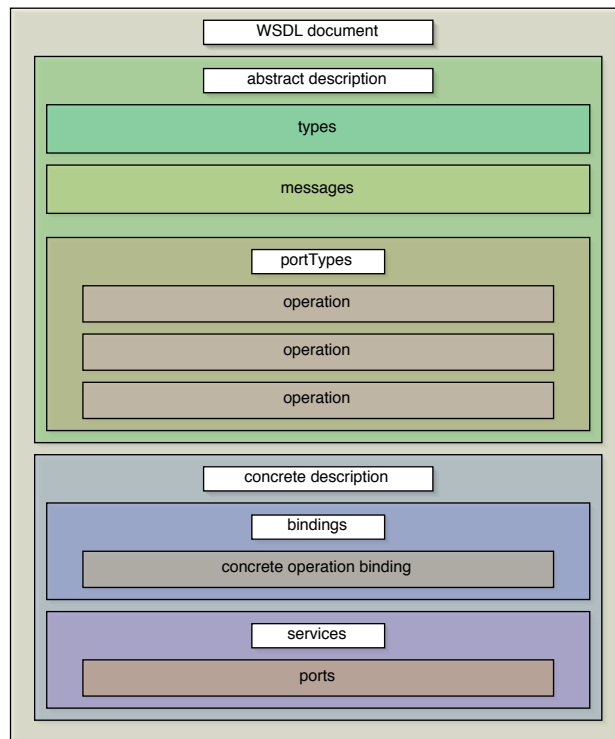 WSDL document
abstract description
types
messages
portTypes
operation
operation
operation
concrete description
bindings
concrete operation binding
services
ports